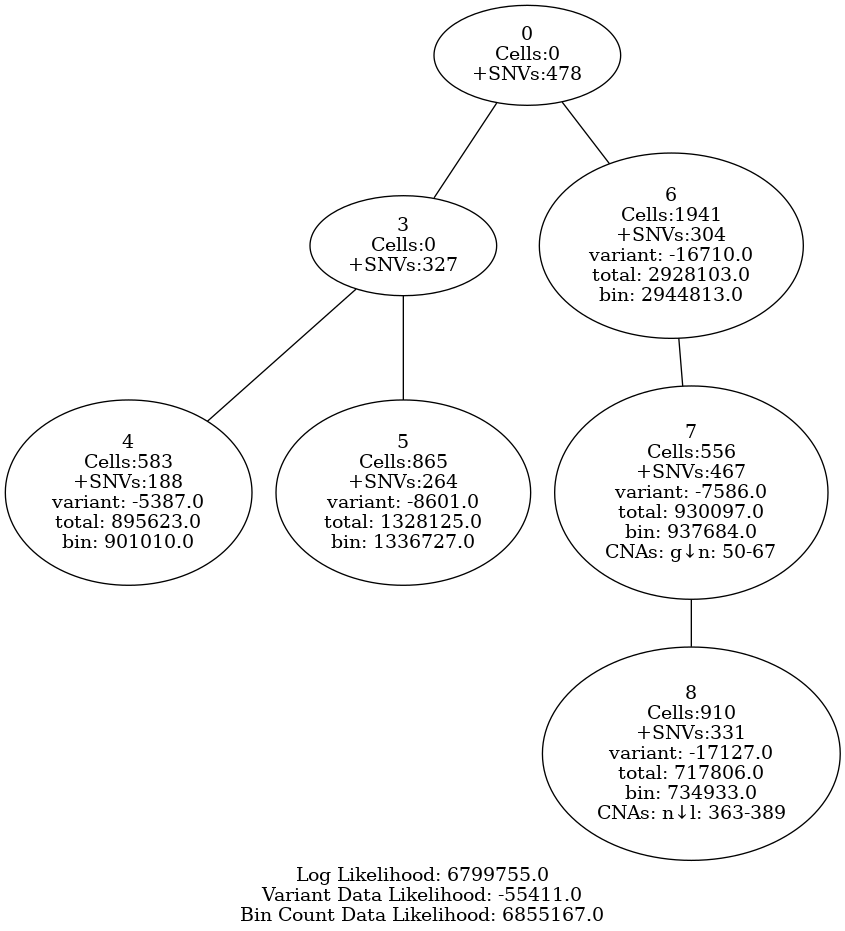 0
Cells:0
+SNVs:478
3
Cells:0
+SNVs:327
6
Cells:1941
+SNVs:304
variant: -16710.0
total: 2928103.0
bin: 2944813.0
4
Cells:583
+SNVs:188
variant: -5387.0
total: 895623.0
bin: 901010.0
5
Cells:865
+SNVs:264
variant: -8601.0
total: 1328125.0
bin: 1336727.0
7
Cells:556
+SNVs:467
variant: -7586.0
total: 930097.0
bin: 937684.0
CNAs: g↓n: 50-67
8
Cells:910
+SNVs:331
variant: -17127.0
total: 717806.0
bin: 734933.0
CNAs: n↓l: 363-389
Log Likelihood: 6799755.0
Variant Data Likelihood: -55411.0
Bin Count Data Likelihood: 6855167.0